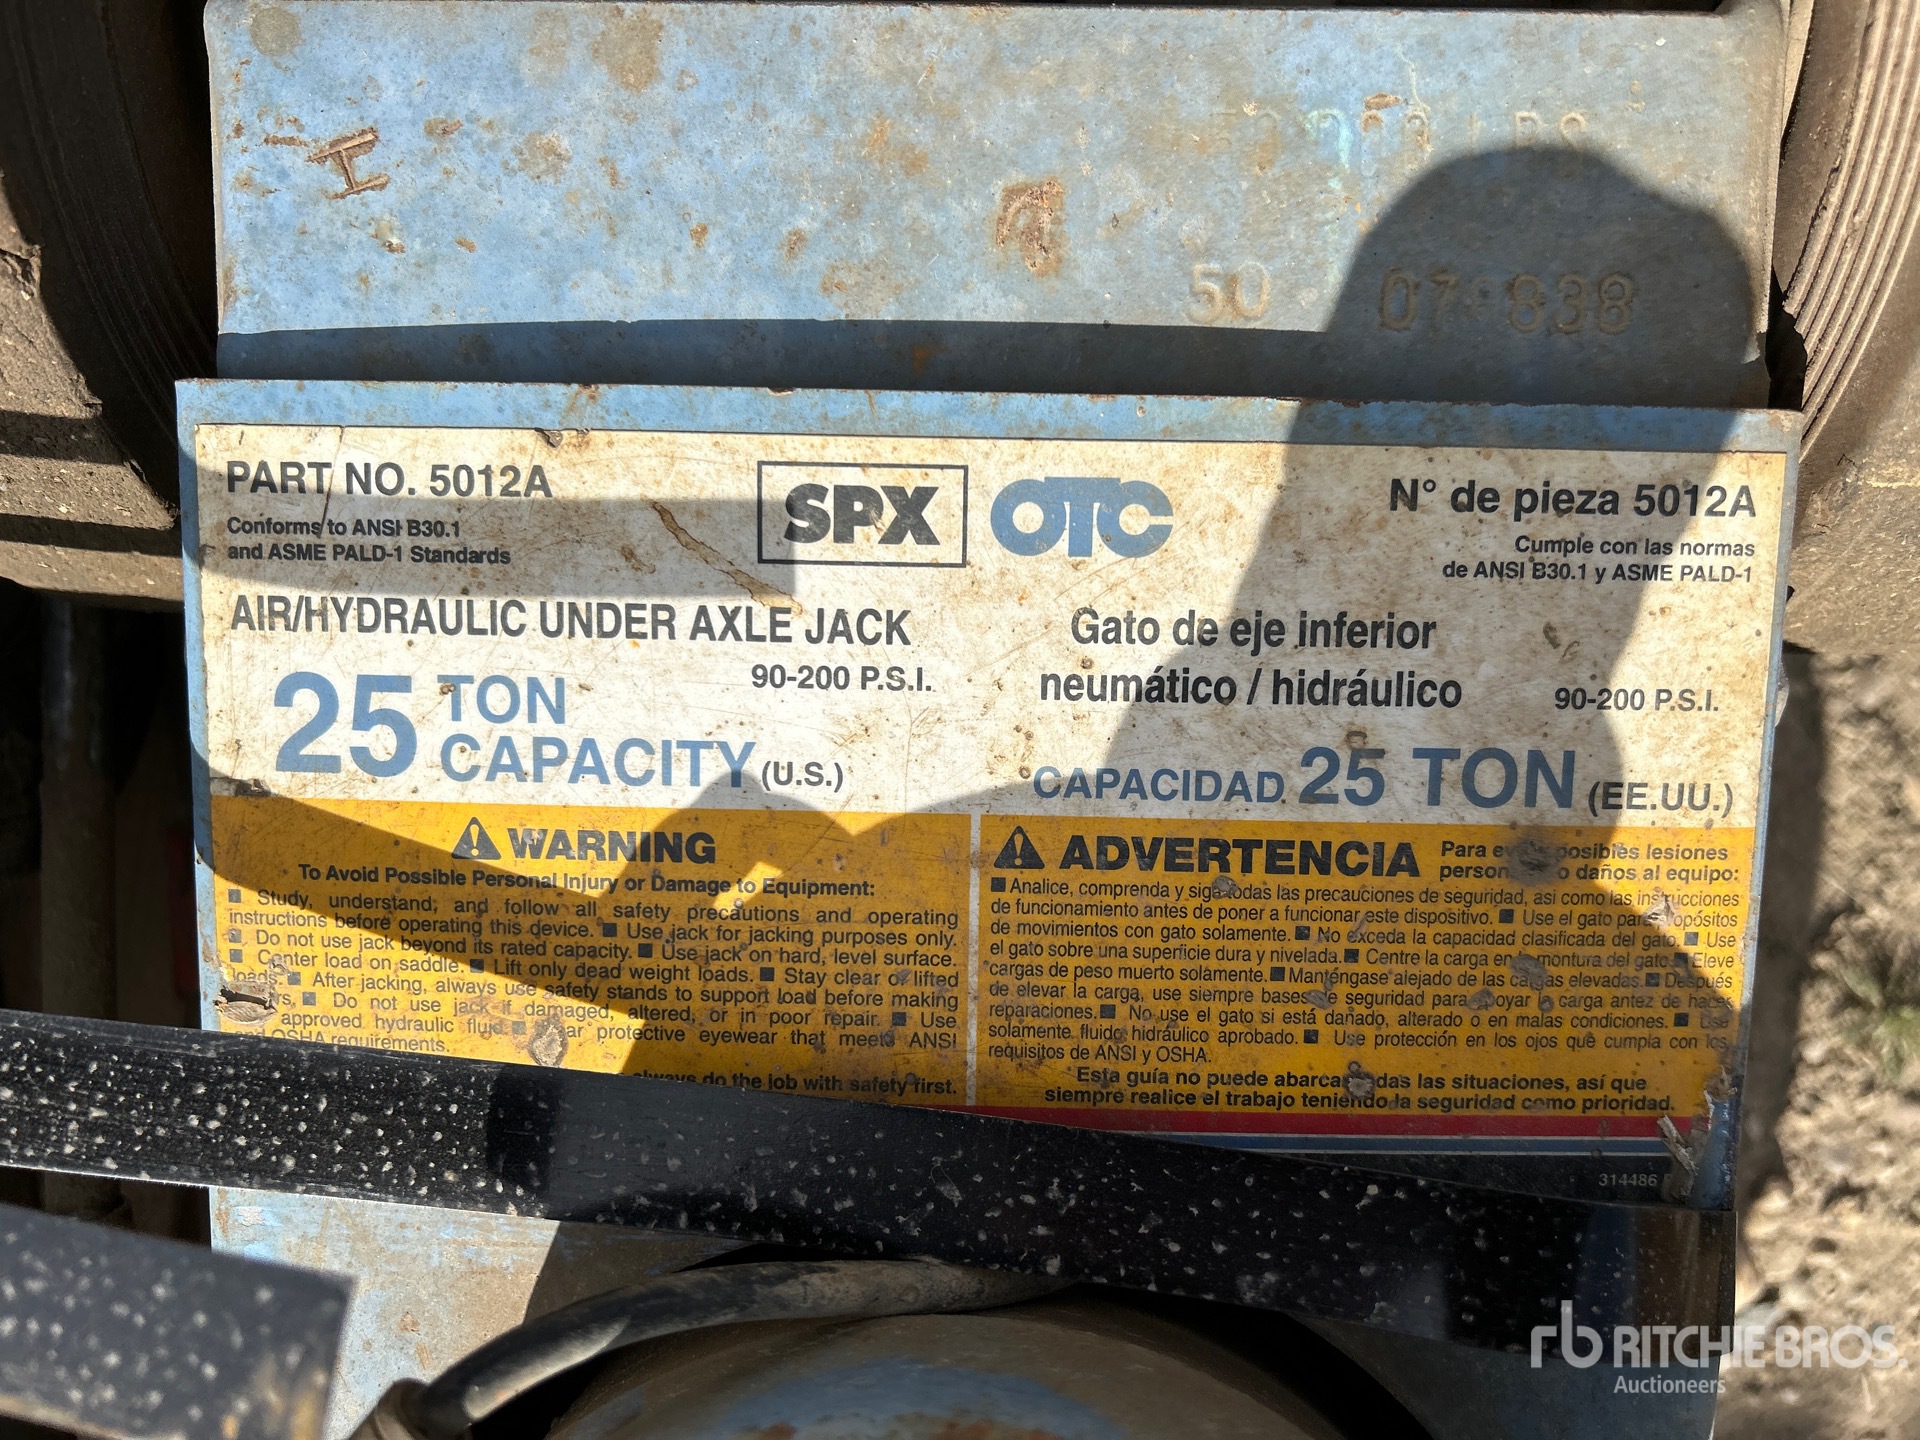 LBS
50 07 838
PART NO. 5012A
Conforms to ANSI B30.1
and ASME PALD-1 Standards
SPX OTC
N° de pieza 5012A
Cumple con las normas
de ANSI B30.1 y ASME PALD-1
AIR/HYDRAULIC UNDER AXLE JACK
90-200 P.S.I.
25 TON
CAPACITY (U.S.)
Gato de eje inferior
neumático / hidráulico 90-200 P.S.I.
CAPACIDAD 25 TON (EE.UU.)
WARNING
To Avoid Possible Personal Injury or Damage to Equipment:
■ Study, understand, and follow all safety precautions and operating
instructions before operating this device. ■ Use jack for jacking purposes only.
■ Do not use jack beyond its rated capacity. ■ Use jack on hard, level surface.
■ Center load on saddle. ■ Lift only dead weight loads. ■ Stay clear of lifted
loads. ■ After jacking, always use safety stands to support load before making
■ Do not use jack if damaged, altered, or in poor repair. ■ Use
approved hydraulic fluid. ■ protective eyewear that meets ANSI
OSHA requirements.
always do the job with safety first.
ADVERTENCIA Para posibles lesiones
o daños al equipo:
■ Analice, comprenda y siga todas las precauciones de seguridad, así como las instrucciones
de funcionamiento antes de poner a funcionar este dispositivo. ■ Use el gato para
de movimientos con gato solamente. ■ No exceda la capacidad clasificada del gato. ■ Use
el gato sobre una superficie dura y nivelada. ■ Centre la carga en montura del gato. ■ Eleve
cargas de peso muerto solamente. ■ Manténgase alejado de las cargas elevadas. ■ Después
de elevar la carga, use siempre bases de seguridad para la carga antes de hacer
reparaciones. ■ No use el gato si está dañado, alterado o en malas condiciones. ■ Use
solamente fluido hidráulico aprobado. ■ Use protección en los ojos que cumpla con los
requisitos de ANSI y OSHA.
Esta guía no puede abarcar las situaciones, así que
siempre realice el trabajo teniendo la seguridad como prioridad.
314486
rb RITCHIE BROS.
Auctioneers